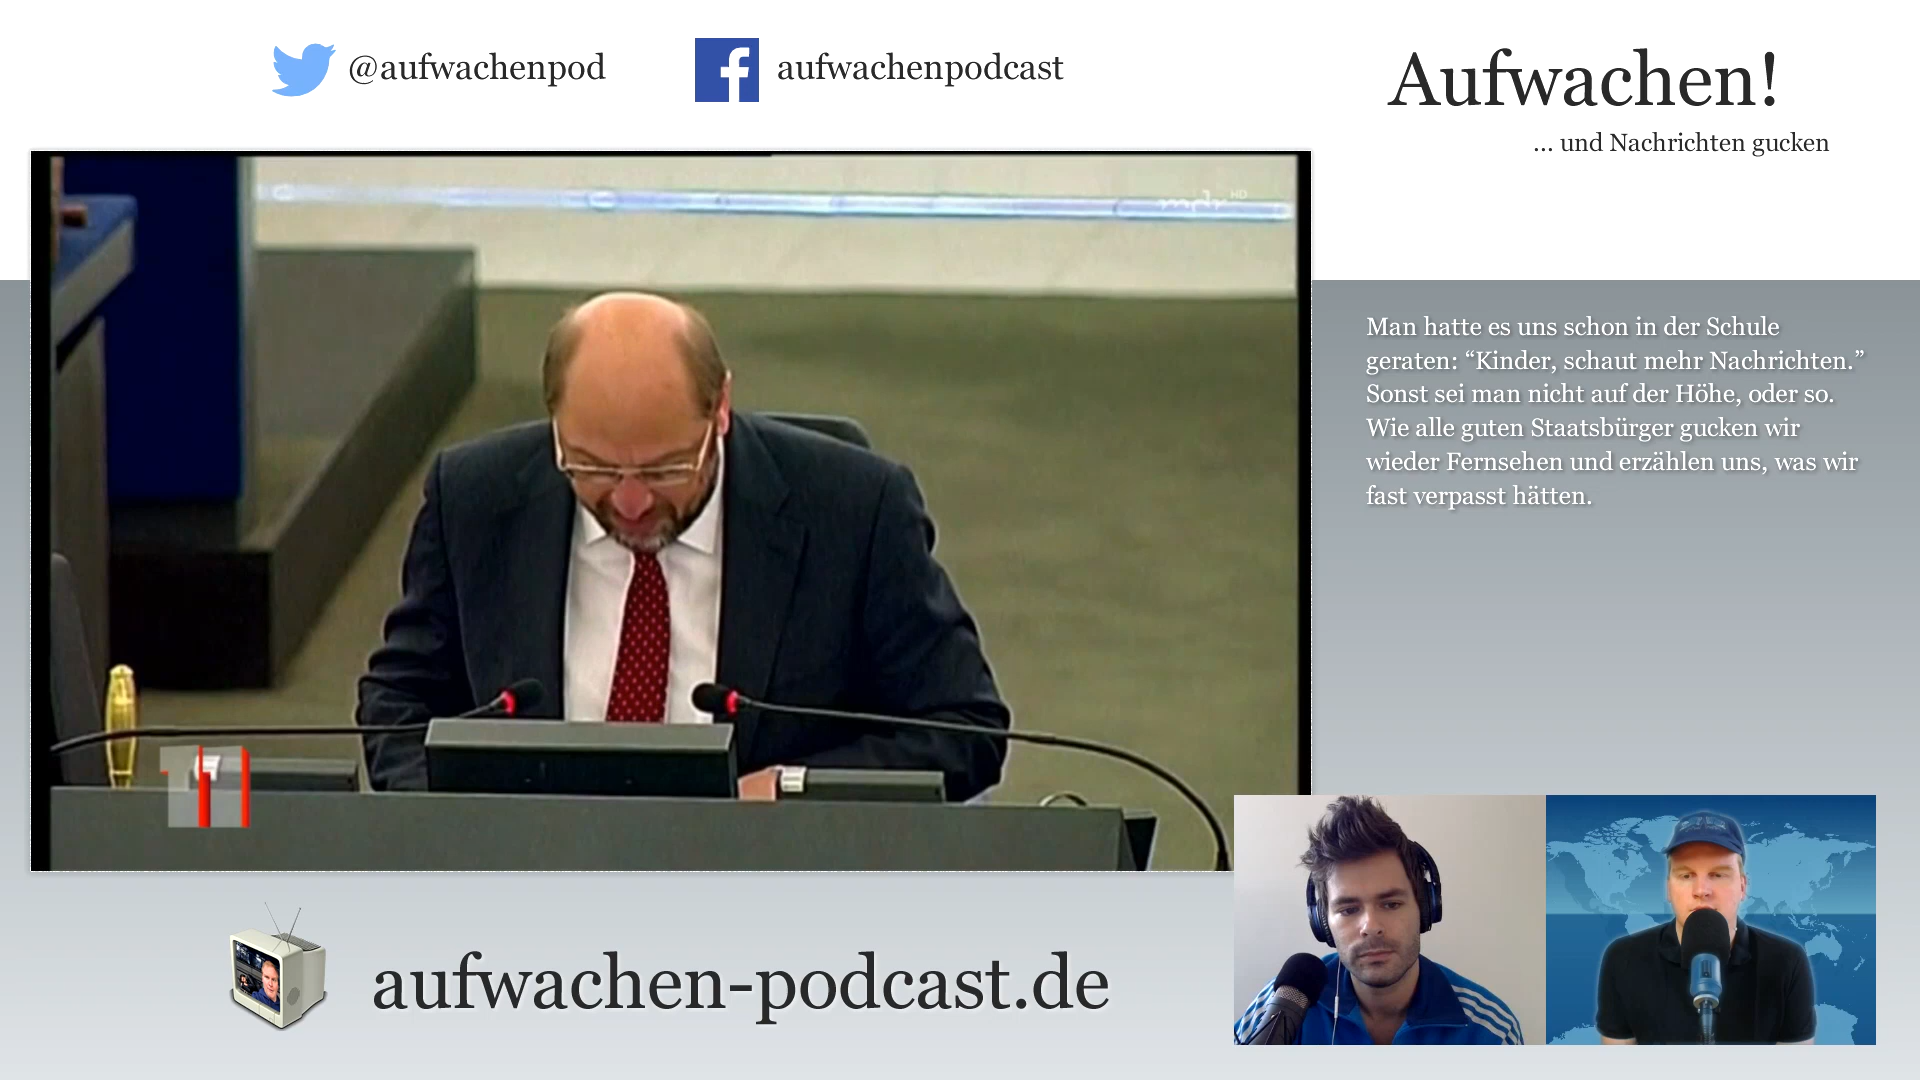 @aufwachenpod
aufwachenpodcast
Aufwachen!
... und Nachrichten gucken
mdr HD
Man hatte es uns schon in der Schule
geraten: “Kinder, schaut mehr Nachrichten.”
Sonst sei man nicht auf der Höhe, oder so.
Wie alle guten Staatsbürger gucken wir
wieder Fernsehen und erzählen uns, was wir
fast verpasst hätten.
aufwachen-podcast.de